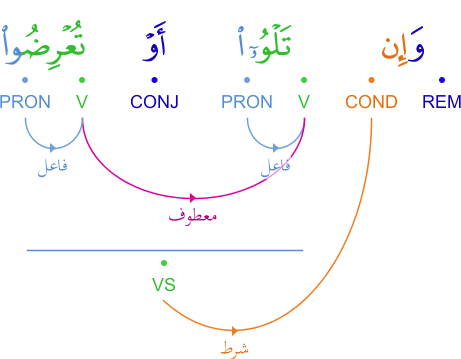 وَإِن تَلْوُۥٓا۟ أَوْ تُعْرِضُوا۟
REM COND V PRON CONJ V PRON
فاعل فاعل
معطوف
VS
شرط